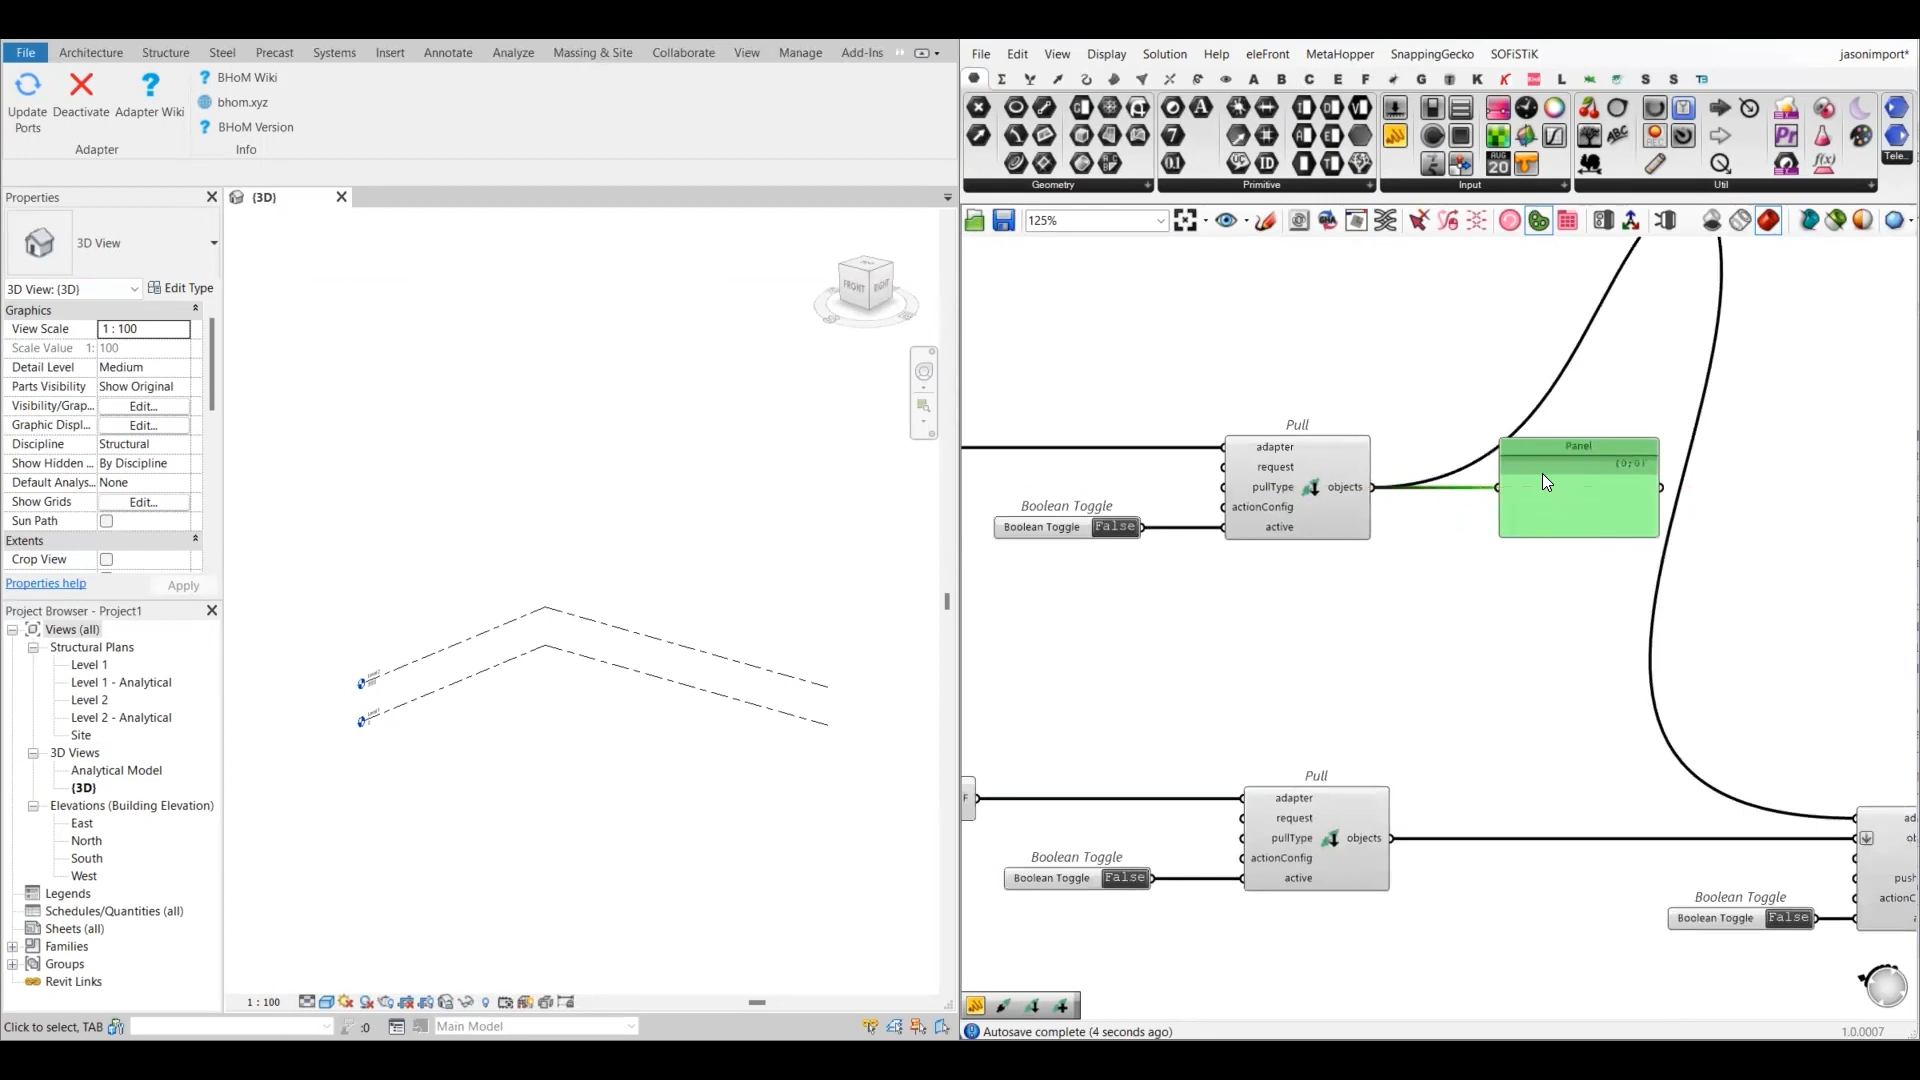 File Architecture Structure Steel Precast Systems Insert Annotate Analyze Massing & Site Collaborate View Manage Add-Ins
Update Ports
Deactivate
Adapter Wiki
BHoM Wiki
bhom.xyz
BHoM Version
Adapter
Info
Properties
3D View
3D View: {3D} Edit Type
Graphics
View Scale 1 : 100
Scale Value 1: 100
Detail Level Medium
Parts Visibility Show Original
Visibility/Grap... Edit...
Graphic Displ... Edit...
Discipline Structural
Show Hidden ... By Discipline
Default Analys... None
Show Grids Edit...
Sun Path
Extents
Crop View
Properties help Apply
Project Browser - Project1
Views (all)
Structural Plans
Level 1
Level 1 - Analytical
Level 2
Level 2 - Analytical
Site
3D Views
Analytical Model
{3D}
Elevations (Building Elevation)
East
North
South
West
Legends
Schedules/Quantities (all)
Sheets (all)
Families
Groups
Revit Links
{3D}
FRONT
RIGHT
1 : 100
Click to select, TAB :0 Main Model
File Edit View Display Solution Help eleFront MetaHopper SnappingGecko SOFiSTiK jasonimport*
Geometry
Primitive
Input
Util
Tele...
125%
Pull
adapter
request
pullType objects
actionConfig
active
Boolean Toggle
Boolean Toggle False
Panel
{0;0}
Pull
adapter
request
pullType objects
actionConfig
active
F
Boolean Toggle
Boolean Toggle False
Boolean Toggle
Boolean Toggle False
ad
ob
push
actionC
Autosave complete (4 seconds ago)
1.0.0007